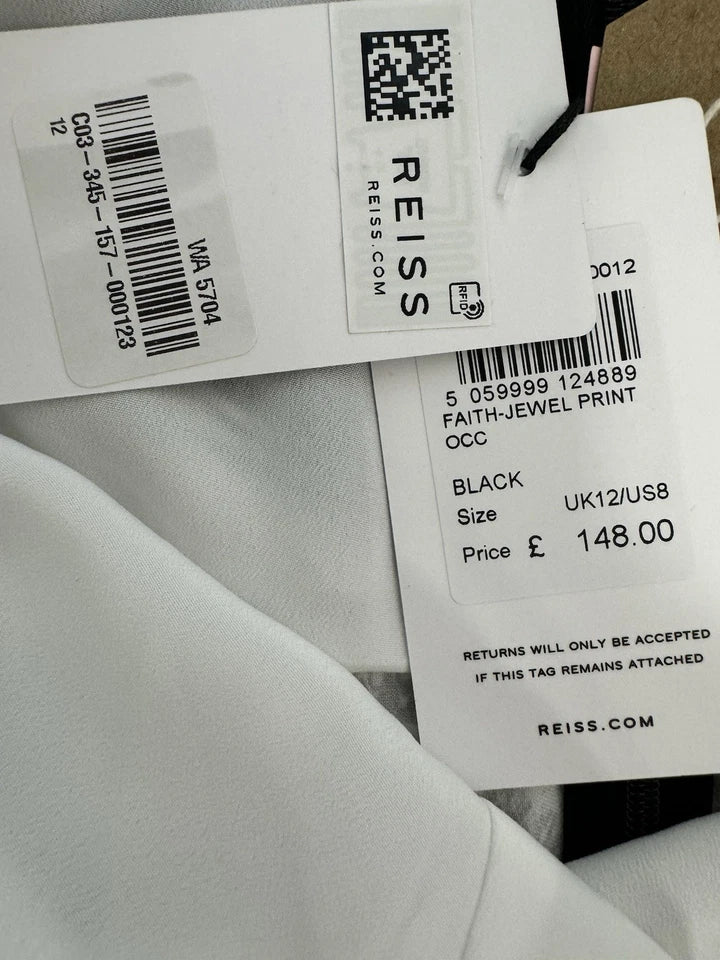 WA 5704
C03-345-157-000123
12
REISS
REISS.COM
RFID
0012
5 059999 124889
FAITH-JEWEL PRINT
OCC
BLACK
Size UK12/US8
Price £ 148.00
RETURNS WILL ONLY BE ACCEPTED
IF THIS TAG REMAINS ATTACHED
REISS.COM